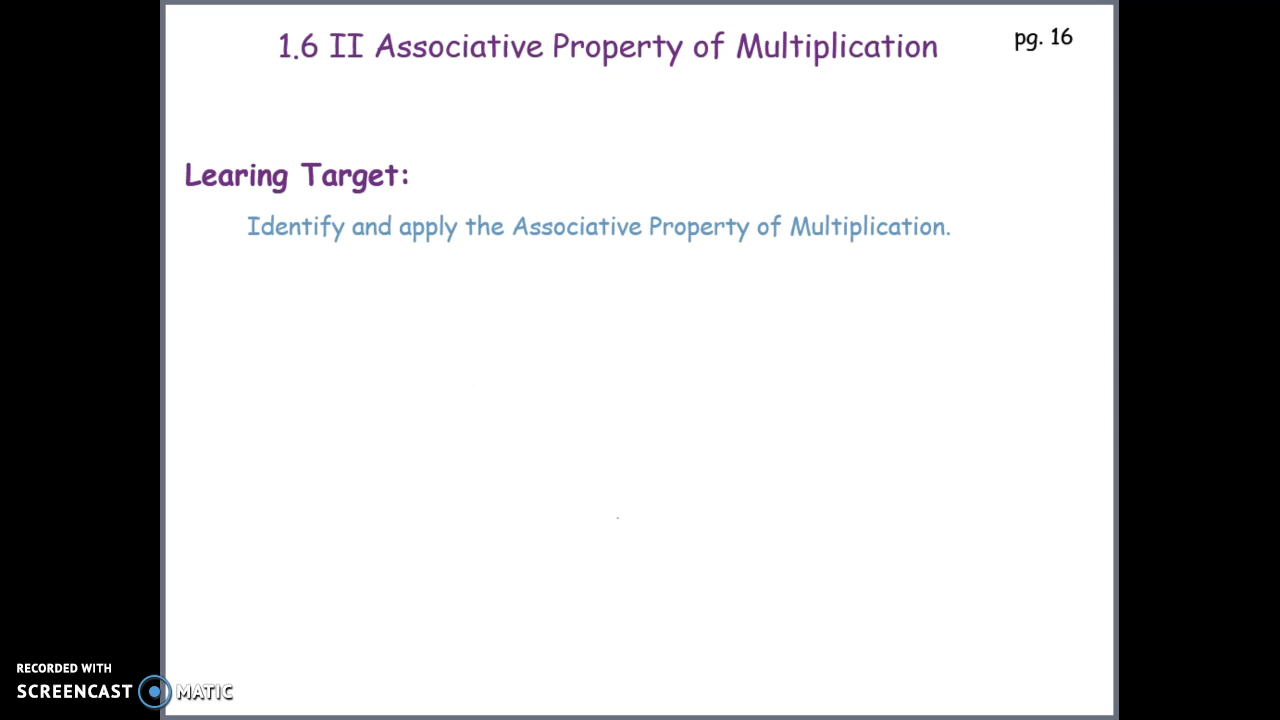 1.6 II Associative Property of Multiplication
pg. 16
Learing Target:
Identify and apply the Associative Property of Multiplication.
RECORDED WITH
SCREENCAST MATIC